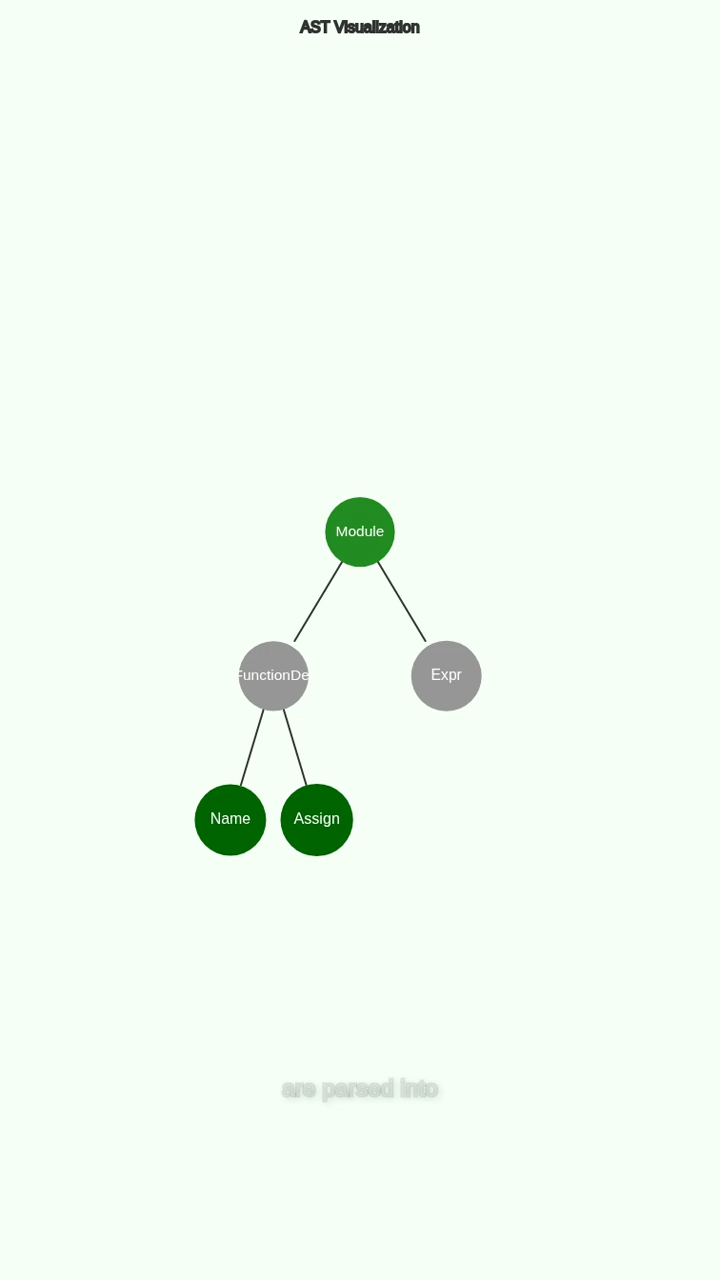 AST Visualization
Module
FunctionDe
Expr
Name
Assign
are parsed into